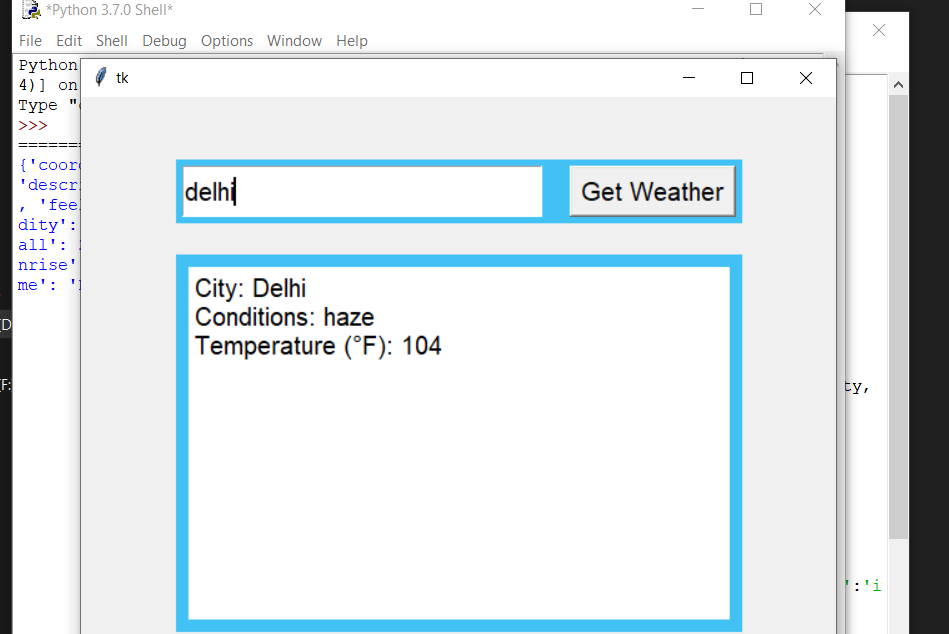 *Python 3.7.0 Shell*
File Edit Shell Debug Options Window Help
Python
4)] on
Type
>>>
{'coord
'descr
, 'feel
dity':
all':
nrise'
me': '
tk
delhi
Get Weather
City: Delhi
Conditions: haze
Temperature (°F): 104
ty,
':'i